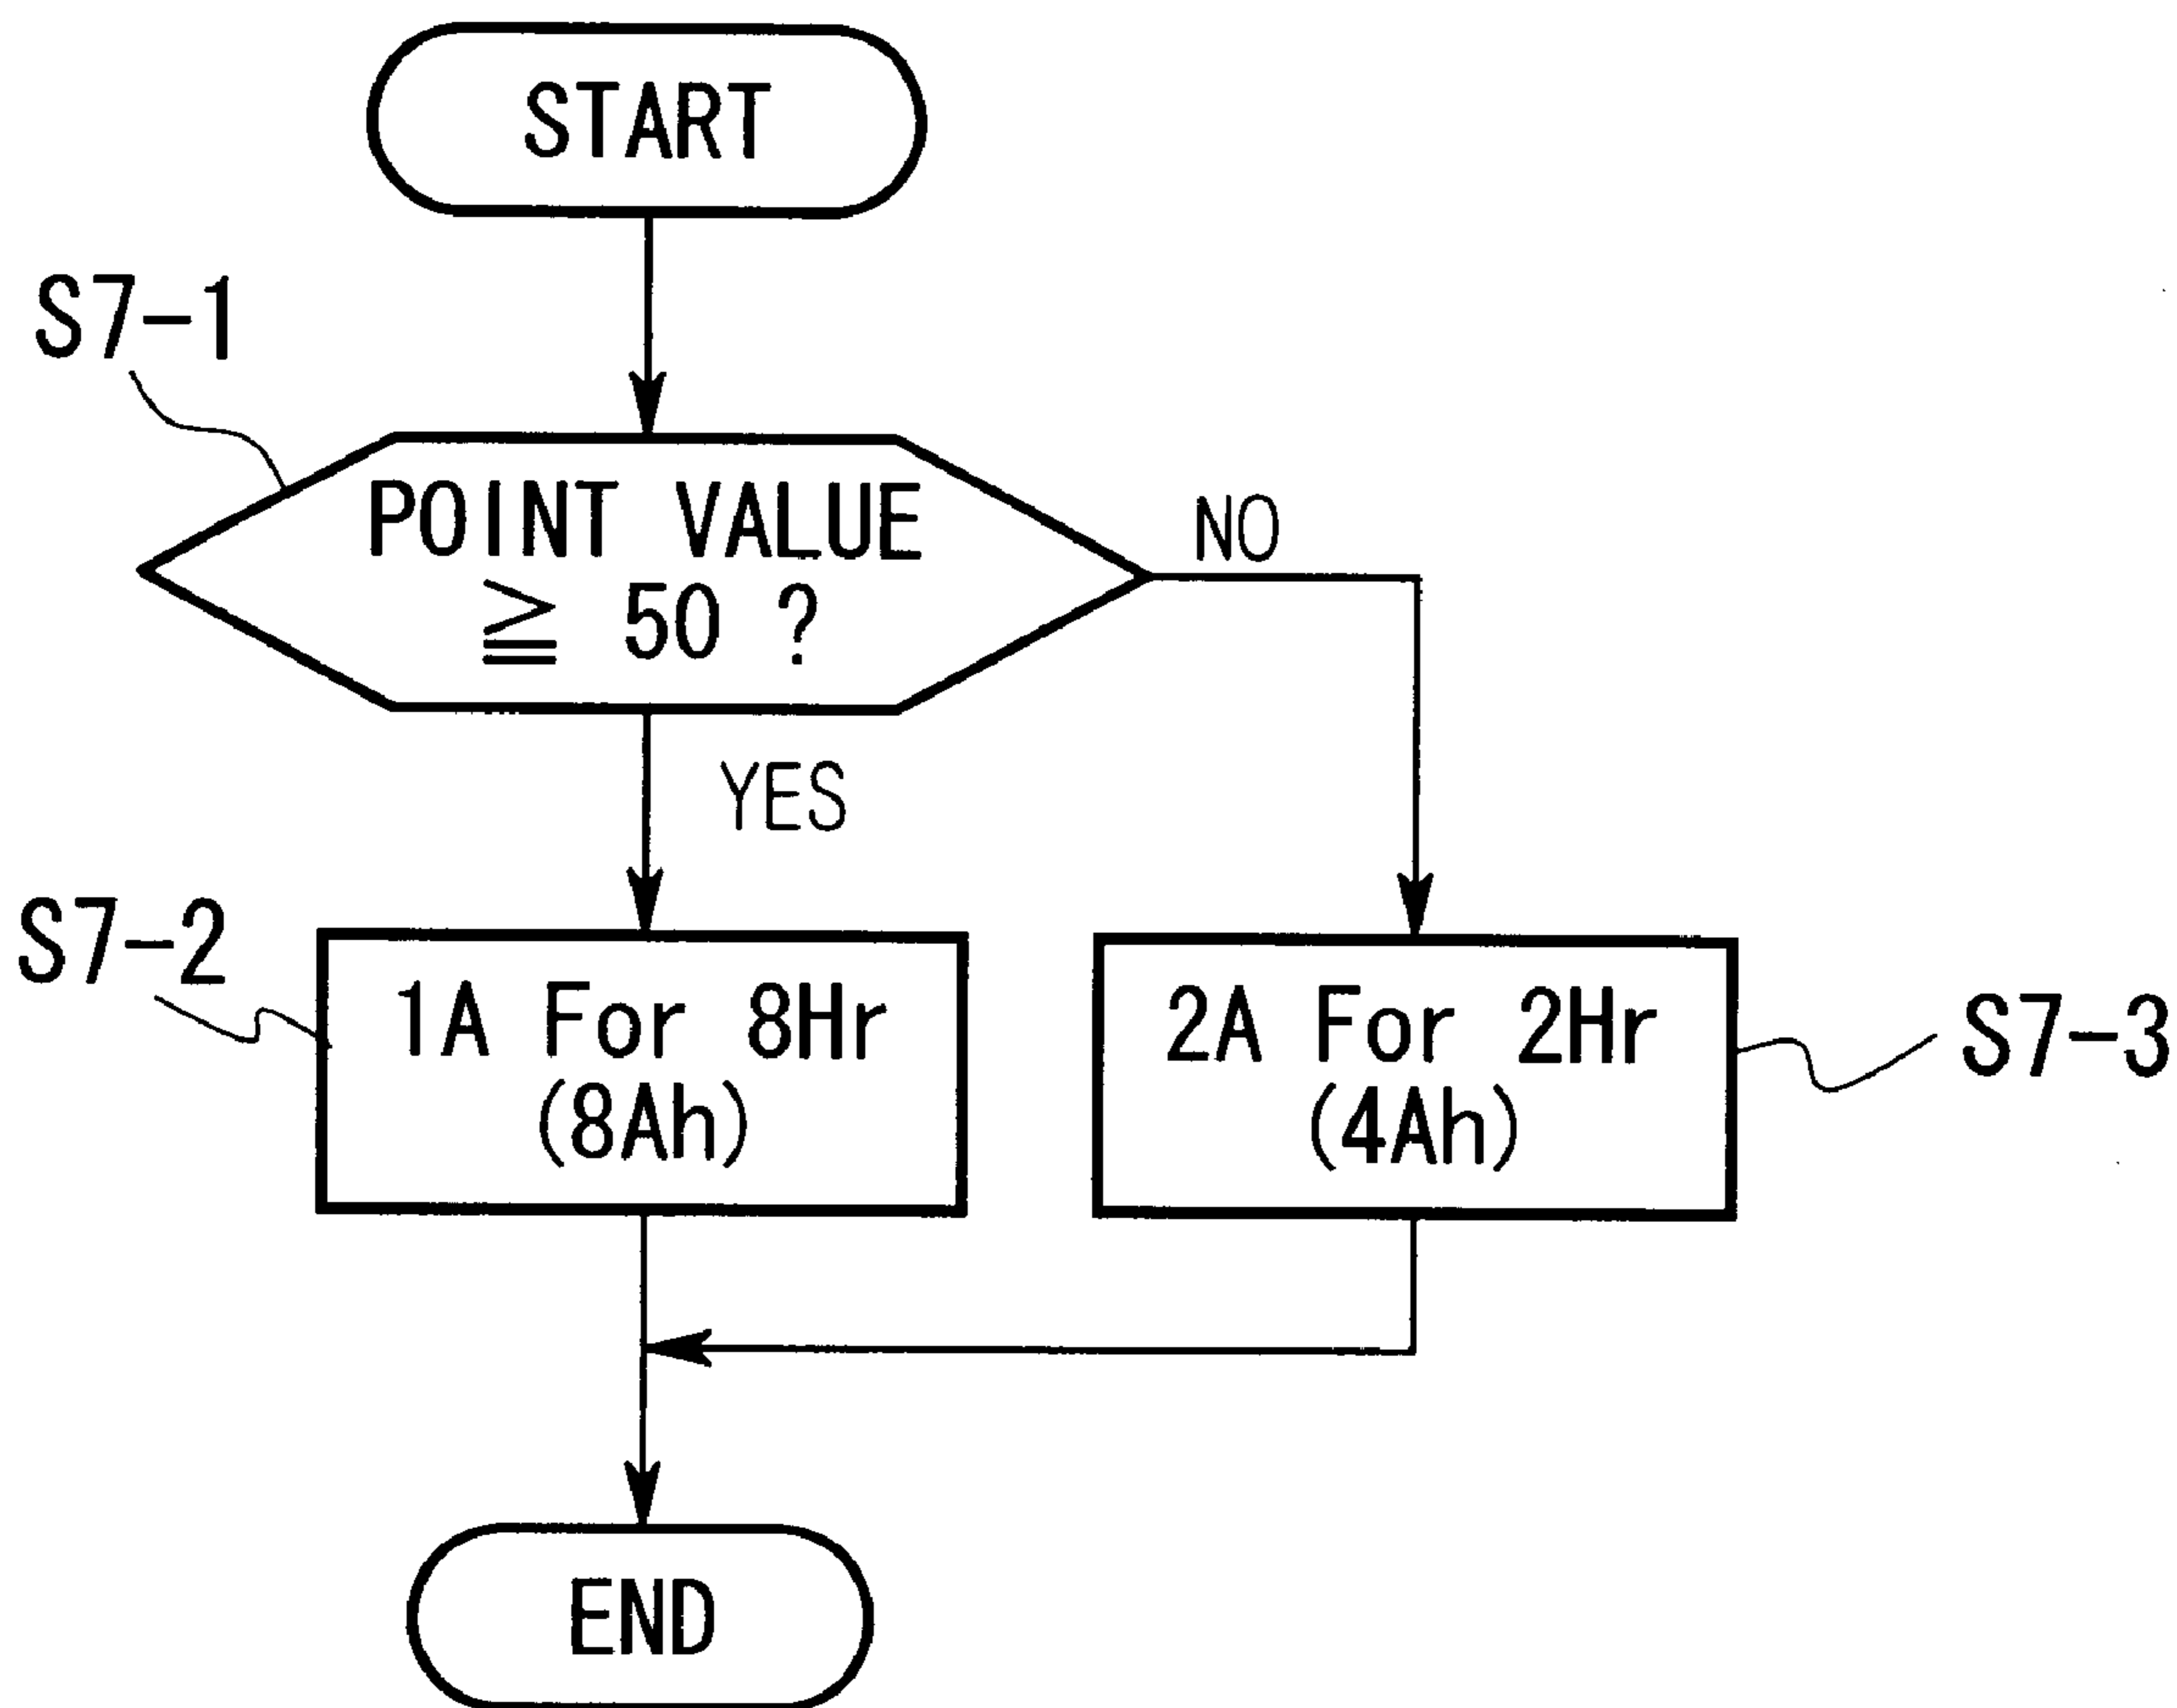 START
S7-1
POINT VALUE
≧ 50 ?
NO
YES
S7-2
1A For 8Hr
(8Ah)
2A For 2Hr
(4Ah)
S7-3
END